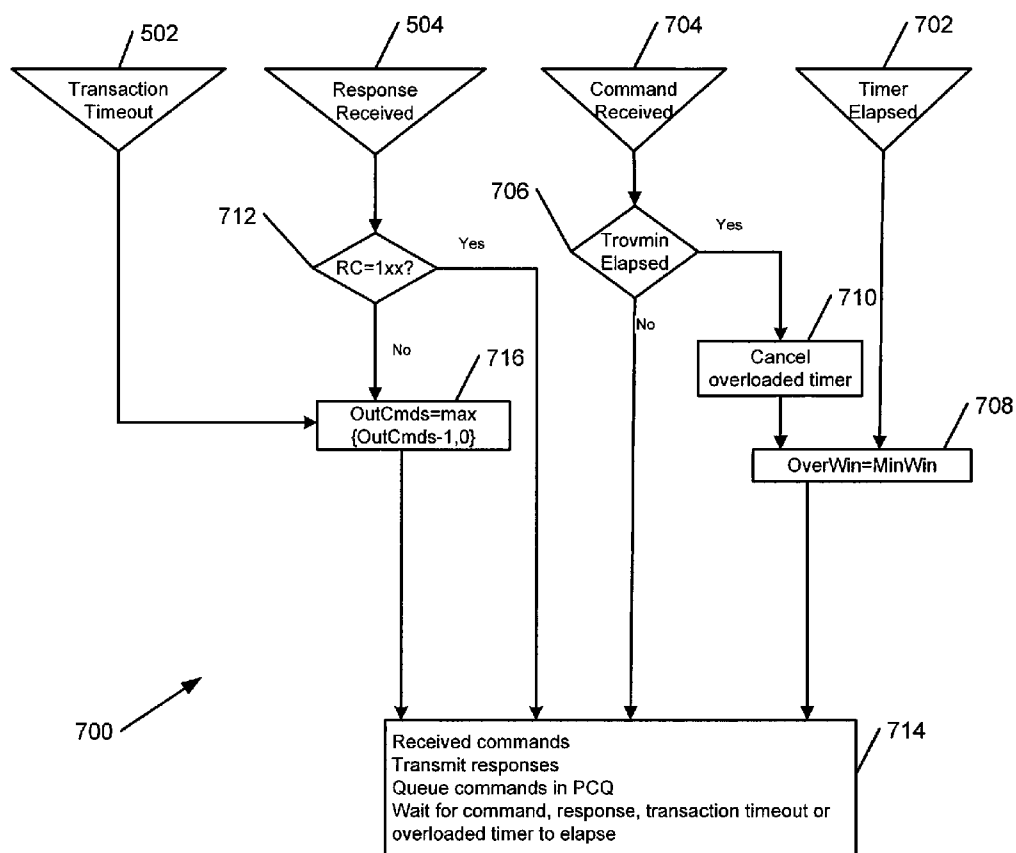 502
504
704
702
Transaction
Timeout
Response
Received
Command
Received
Timer
Elapsed
706
712
Yes
Yes
RC=1xx?
Trovmin
Elapsed
710
No
No
716
Cancel
overloaded timer
OutCmds=max
{OutCmds-1,0}
708
OverWin=MinWin
700
714
Received commands
Transmit responses
Queue commands in PCQ
Wait for command, response, transaction timeout or
overloaded timer to elapse